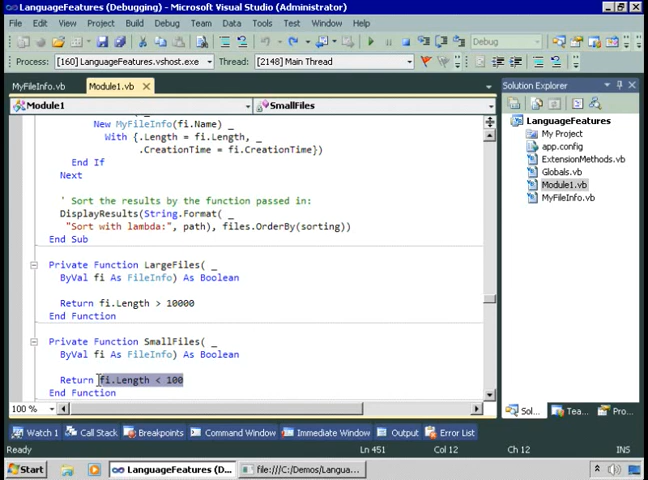 LanguageFeatures (Debugging) - Microsoft Visual Studio (Administrator)
File Edit View Project Build Debug Team Data Tools Test Window Help
Debug
Process: [160] LanguageFeatures.vshost.exe [2148] Main Thread
MyFileInfo.vb Module1.vb
Module1 SmallFiles
New MyFileInfo(fi.Name) _
With {.Length = fi.Length, _
.CreationTime = fi.CreationTime})
End If
Next
' Sort the results by the function passed in:
DisplayResults(String.Format( _
"Sort with lambda:", path), files.OrderBy(sorting))
End Sub
Private Function LargeFiles( _
ByVal fi As FileInfo) As Boolean
Return fi.Length > 10000
End Function
Private Function SmallFiles( _
ByVal fi As FileInfo) As Boolean
Return fi.Length < 100
End Function
100 %
Solution Explorer
LanguageFeatures
My Project
app.config
ExtensionMethods.vb
Globals.vb
Module1.vb
MyFileInfo.vb
Sol... Tea... Pro...
Watch 1 Call Stack Breakpoints Command Window Immediate Window Output Error List
Ready Ln 451 Col 12 Ch 12 INS
Start LanguageFeatures (D... file:///C:/Demos/Langua...